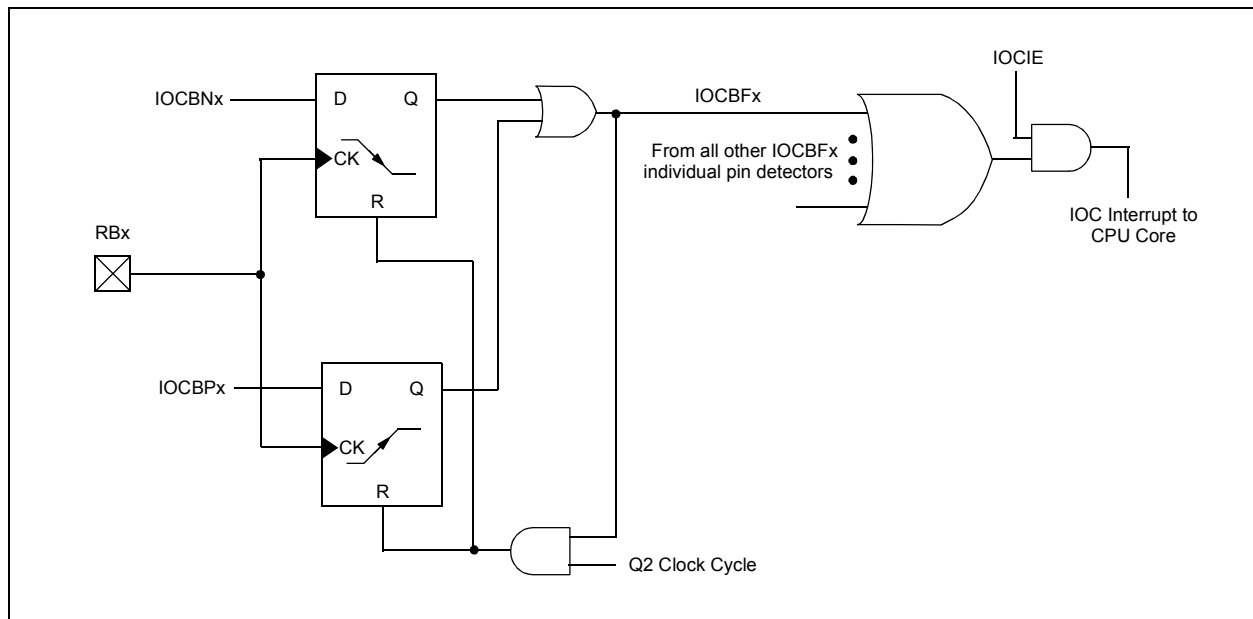 IOCIE
IOCBNx
D
Q
IOCBFx
CK
From all other IOCBFx
individual pin detectors
R
IOC Interrupt to
CPU Core
RBx
IOCBPx
D
Q
CK
R
Q2 Clock Cycle